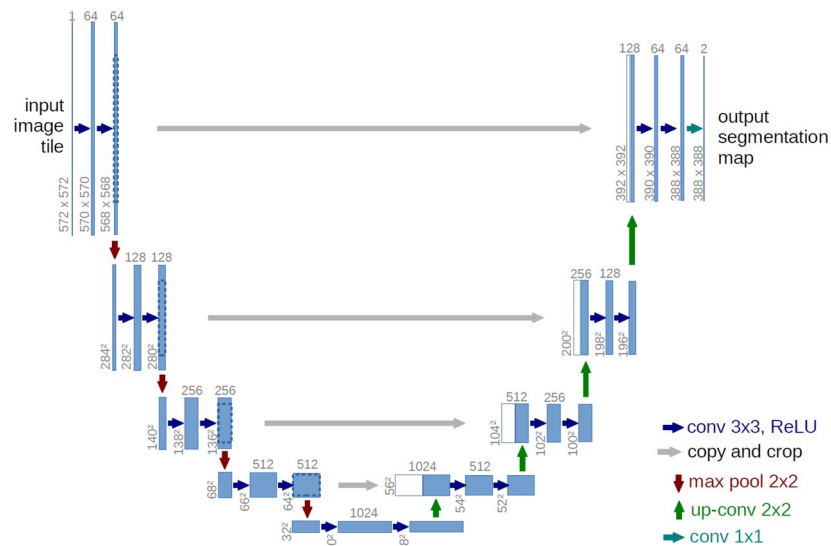 1
64
64
input
image
tile
572 x 572
570 x 570
568 x 568
128
64
64
2
output
segmentation
map
392 x 392
390 x 390
388 x 388
388 x 388
128
128
284²
282²
280²
256
128
200²
198²
196²
256
256
140²
138²
136²
512
256
104²
102²
100²
512
512
68²
66²
64²
1024
512
56²
54²
52²
1024
32²
0²
8²
conv 3x3, ReLU
copy and crop
max pool 2x2
up-conv 2x2
conv 1x1